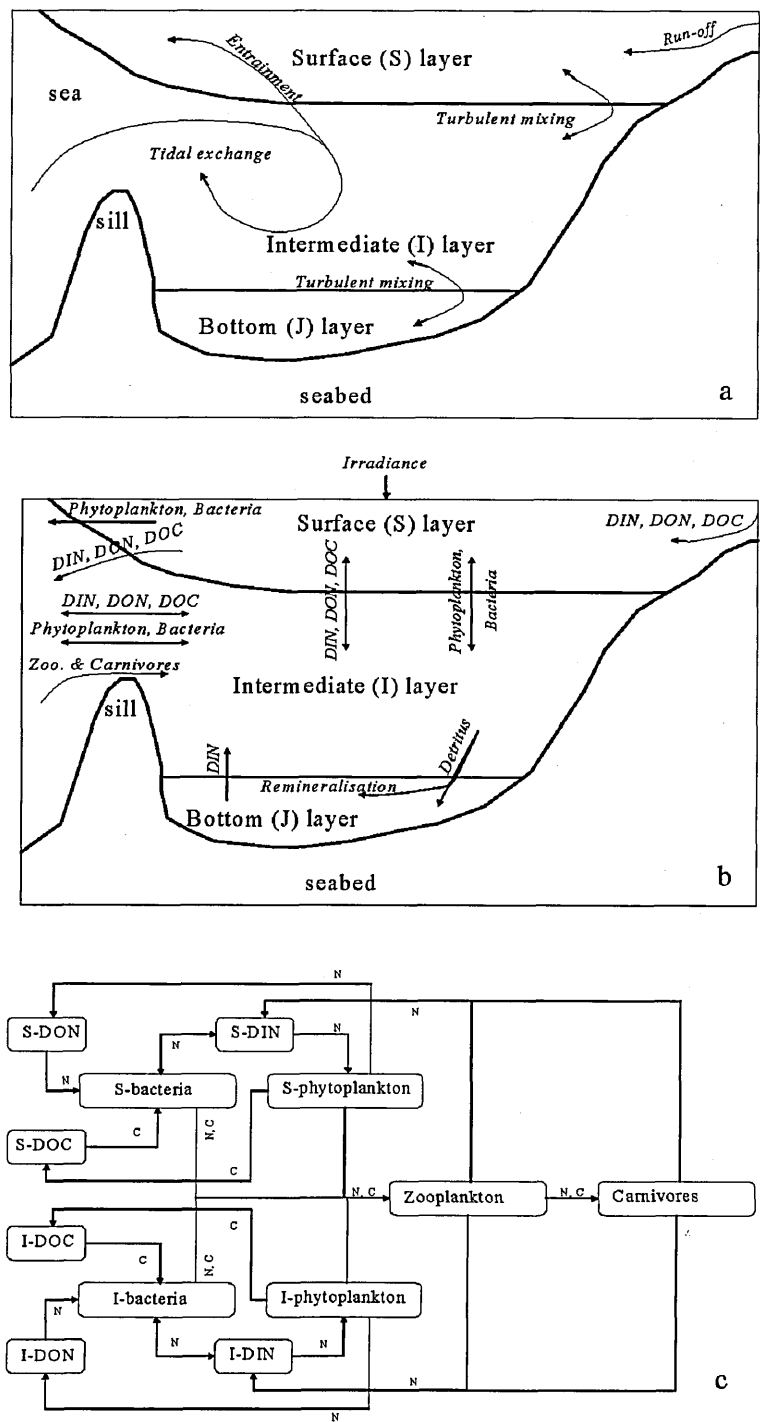 Run-off
Entrainment
Surface (S) layer
sea
Turbulent mixing
Tidal exchange
sill
Intermediate (I) layer
Turbulent mixing
Bottom (J) layer
seabed
a
Irradiance
Phytoplankton, Bacteria
Surface (S) layer
DIN, DON, DOC
DIN, DON, DOC
DIN, DON, DOC
Phytoplankton,
Bacteria
DIN, DON, DOC
Phytoplankton, Bacteria
Zoo. & Carnivores
Intermediate (I) layer
sill
DIN
Detritus
Remineralisation
Bottom (J) layer
seabed
b
N
N
S-DON
S-DIN
N
N
N
S-bacteria
S-phytoplankton
N,C
S-DOC
C
C
N, C
Zooplankton
N, C
Carnivores
I-DOC
C
C
N,C
I-bacteria
I-phytoplankton
N
N
N
I-DON
I-DIN
N
N
c